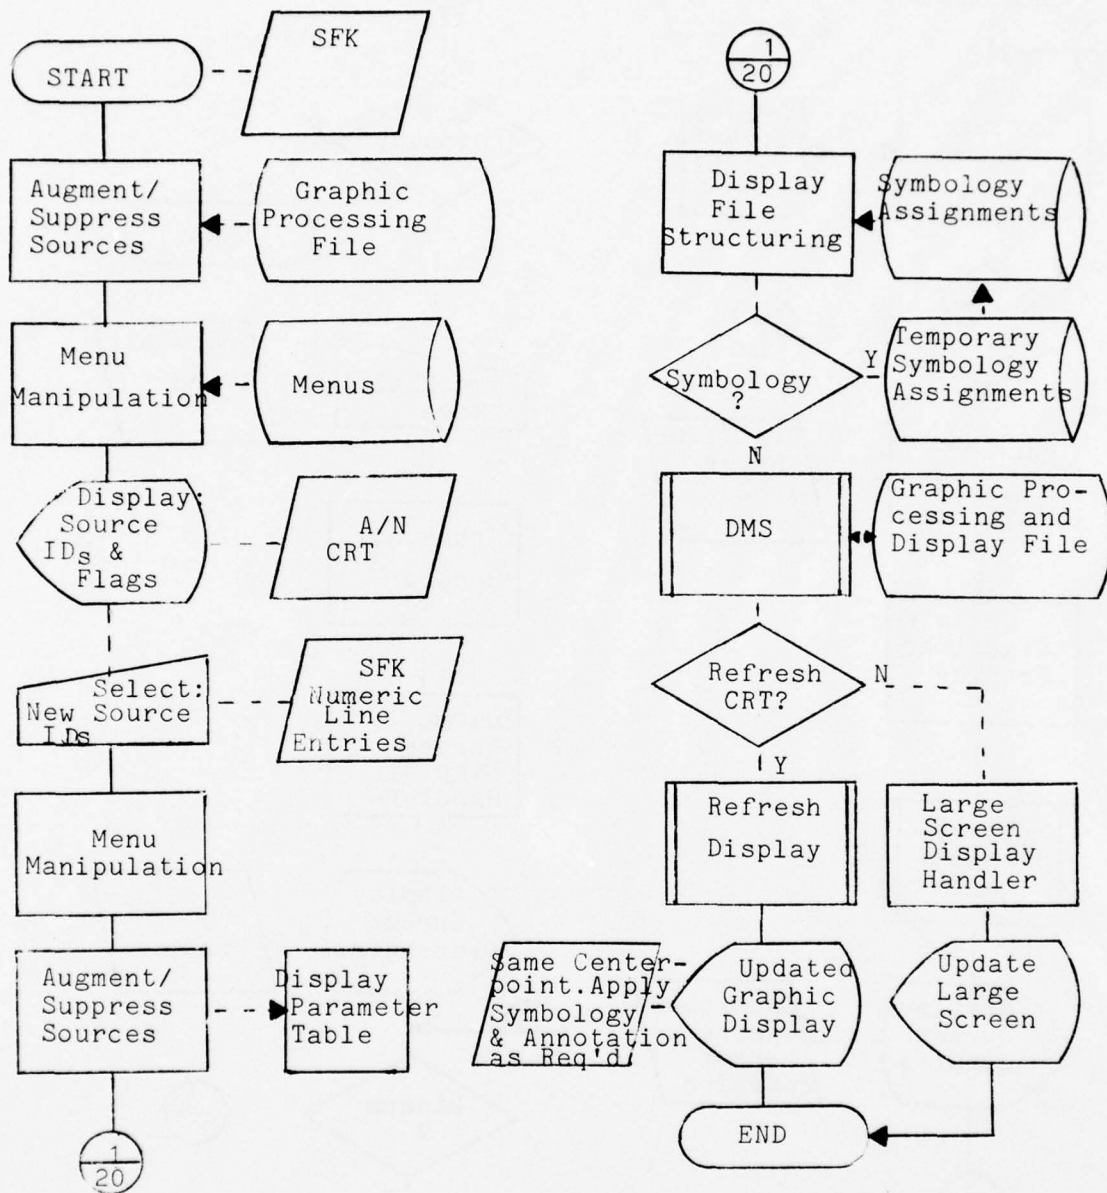 SFK
START
Augment/
Suppress
Sources
Graphic
Processing
File
Menu
Manipulation
Menus
Display:
Source
IDs &
Flags
A/N
CRT
Select:
New Source
IDs
SFK
Numeric
Line
Entries
Menu
Manipulation
Augment/
Suppress
Sources
Display
Parameter
Table
1
20
1
20
Display
File
Structuring
Symbology
Assignments
Symbology
?
Y
Temporary
Symbology
Assignments
N
DMS
Graphic Pro-
cessing and
Display File
Refresh
CRT?
N
Y
Refresh
Display
Large
Screen
Display
Handler
Same Center-
point.Apply
Symbology
& Annotation
as Req'd
Updated
Graphic
Display
Update
Large
Screen
END